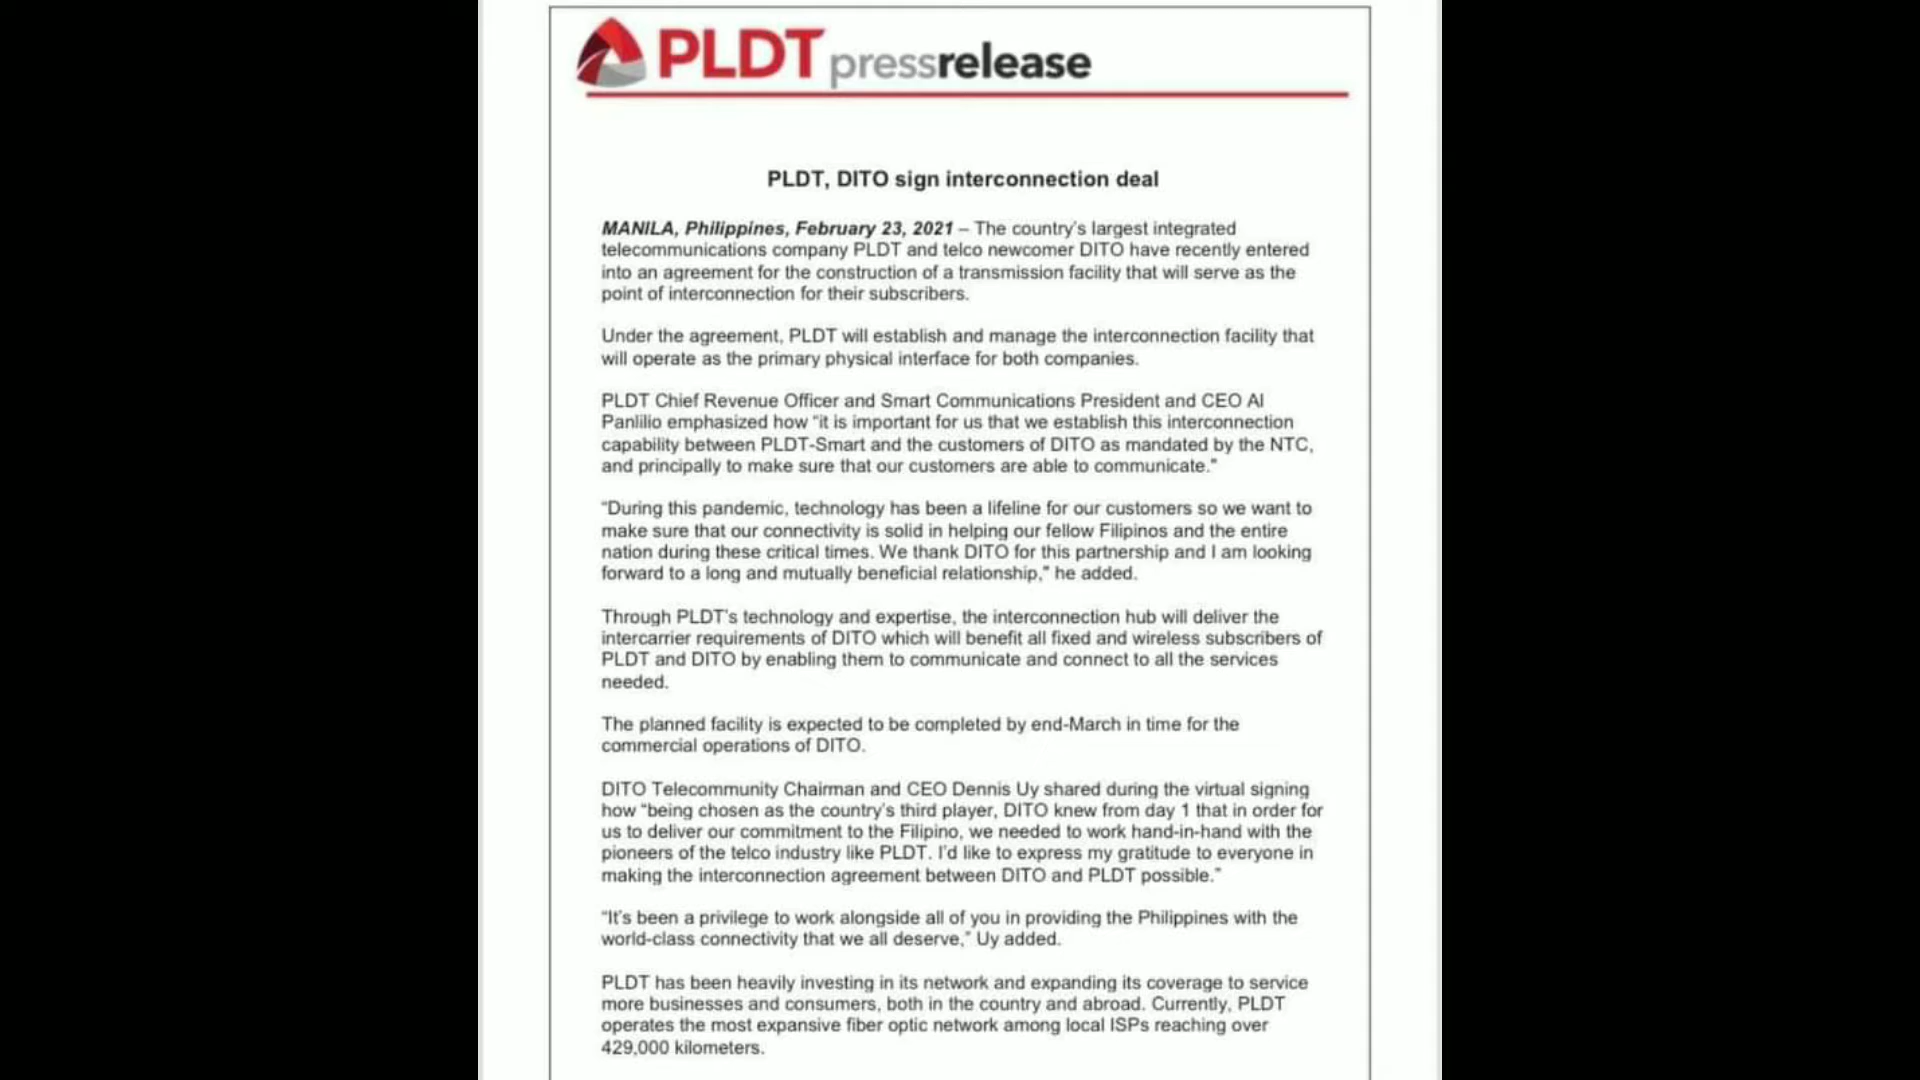 PLDT pressrelease
PLDT, DITO sign interconnection deal
MANILA, Philippines, February 23, 2021 – The country's largest integrated
telecommunications company PLDT and telco newcomer DITO have recently entered
into an agreement for the construction of a transmission facility that will serve as the
point of interconnection for their subscribers.
Under the agreement, PLDT will establish and manage the interconnection facility that
will operate as the primary physical interface for both companies.
PLDT Chief Revenue Officer and Smart Communications President and CEO Al
Panlilio emphasized how “it is important for us that we establish this interconnection
capability between PLDT-Smart and the customers of DITO as mandated by the NTC,
and principally to make sure that our customers are able to communicate.”
“During this pandemic, technology has been a lifeline for our customers so we want to
make sure that our connectivity is solid in helping our fellow Filipinos and the entire
nation during these critical times. We thank DITO for this partnership and I am looking
forward to a long and mutually beneficial relationship,” he added.
Through PLDT's technology and expertise, the interconnection hub will deliver the
intercarrier requirements of DITO which will benefit all fixed and wireless subscribers of
PLDT and DITO by enabling them to communicate and connect to all the services
needed.
The planned facility is expected to be completed by end-March in time for the
commercial operations of DITO.
DITO Telecommunity Chairman and CEO Dennis Uy shared during the virtual signing
how “being chosen as the country's third player, DITO knew from day 1 that in order for
us to deliver our commitment to the Filipino, we needed to work hand-in-hand with the
pioneers of the telco industry like PLDT. I'd like to express my gratitude to everyone in
making the interconnection agreement between DITO and PLDT possible.”
“It's been a privilege to work alongside all of you in providing the Philippines with the
world-class connectivity that we all deserve,” Uy added.
PLDT has been heavily investing in its network and expanding its coverage to service
more businesses and consumers, both in the country and abroad. Currently, PLDT
operates the most expansive fiber optic network among local ISPs reaching over
429,000 kilometers.